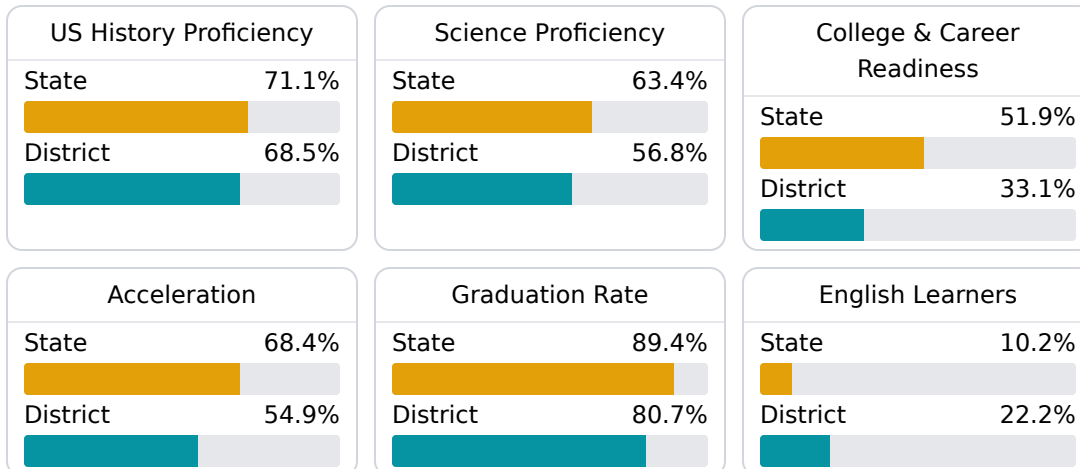 US History Proficiency
State 71.1%
District 68.5%
Science Proficiency
State 63.4%
District 56.8%
College & Career
Readiness
State 51.9%
District 33.1%
Acceleration
State 68.4%
District 54.9%
Graduation Rate
State 89.4%
District 80.7%
English Learners
State 10.2%
District 22.2%